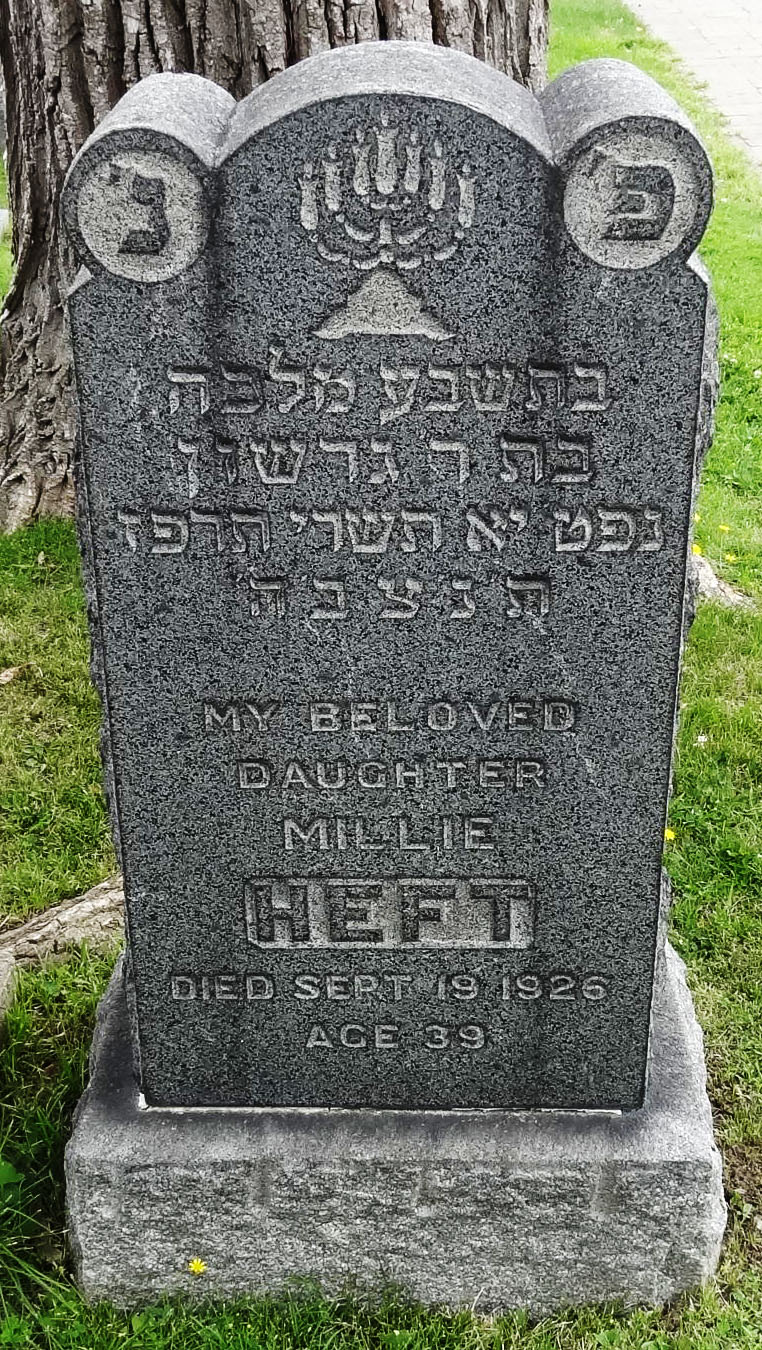 פ' נ'
בתשבע מלכה
בת ר גרשון
נפט יא תשרי תרפז
ת' נ' צ' ב' ה'
MY BELOVED
DAUGHTER
MILLIE
HEFT
DIED SEPT 19 1926
AGE 39